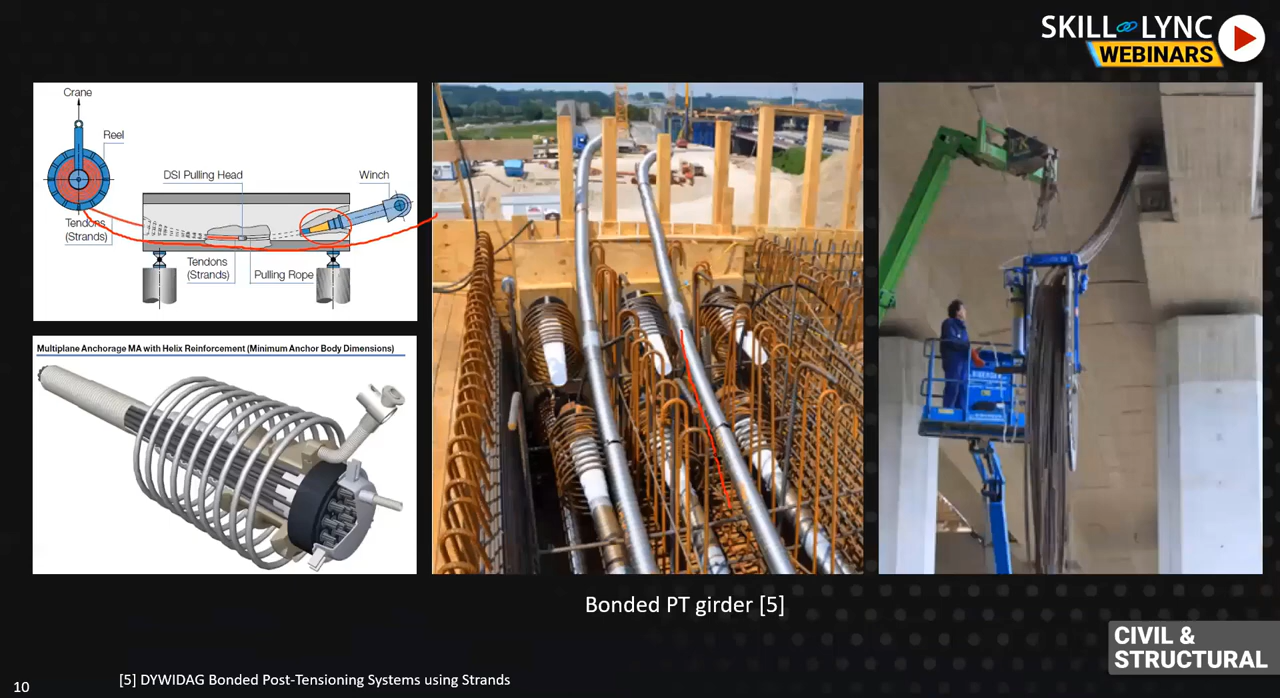 SKILL LYNC
WEBINARS
Crane
Reel
DSI Pulling Head
Winch
Tendons
(Strands)
Tendons
(Strands)
Pulling Rope
Multiplane Anchorage MA with Helix Reinforcement (Minimum Anchor Body Dimensions)
Bonded PT girder [5]
CIVIL &
STRUCTURAL
[5] DYWIDAG Bonded Post-Tensioning Systems using Strands
10